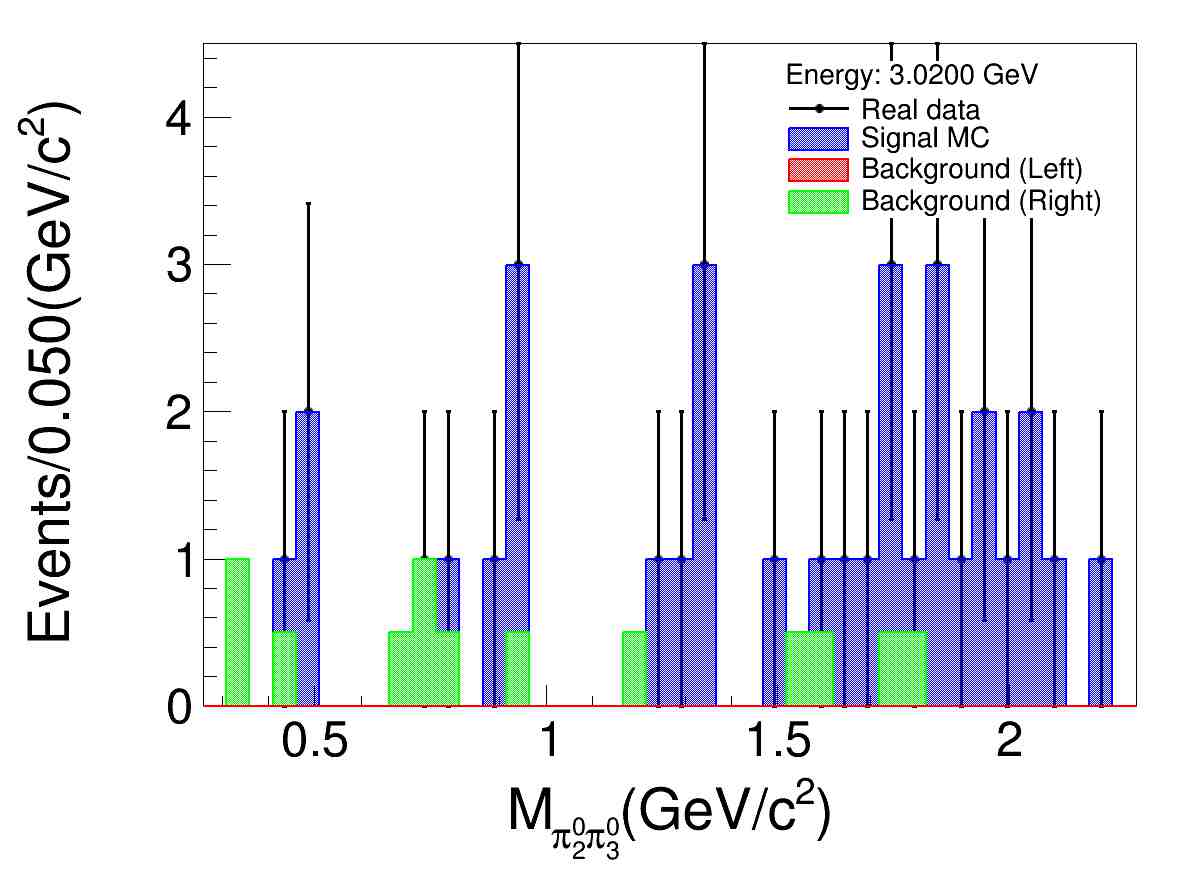 Energy: 3.0200 GeV
Real data
Signal MC
Background (Left)
Background (Right)
Events/0.050(GeV/c²)
4
3
2
1
0
0.5 1 1.5 2
M_{π⁰₂π⁰₃}(GeV/c²)